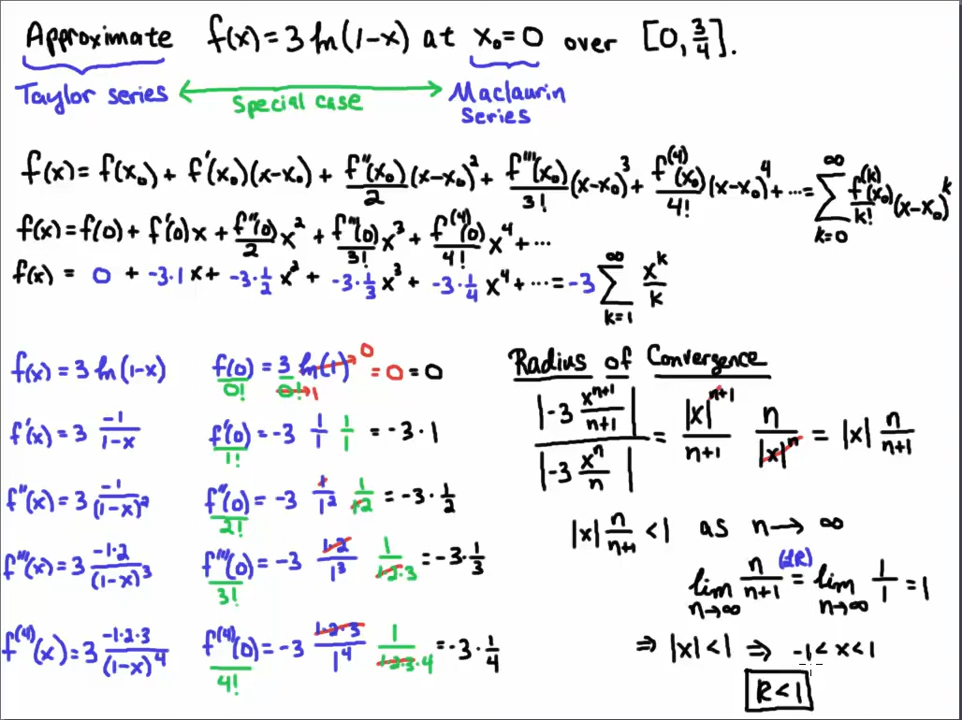 Approximate f(x) = 3 ln(1-x) at x₀ = 0 over [0, 3/4].
Taylor series ⟷ Special case Maclaurin Series
f(x) = f(x₀) + f'(x₀)(x-x₀) + f''(x₀)/2 (x-x₀)² + f'''(x₀)/3! (x-x₀)³ + f⁽⁴⁾(x₀)/4! (x-x₀)⁴ + ... = ∑_{k=0}^{∞} f⁽ᵏ⁾(x₀)/k! (x-x₀)ᵏ
f(x) = f(0) + f'(0)x + f''(0)/2 x² + f'''(0)/3! x³ + f⁽⁴⁾(0)/4! x⁴ + ...
f(x) = 0 + -3·1 x + -3·1/2 x² + -3·1/3 x³ + -3·1/4 x⁴ + ... = -3 ∑_{k=1}^{∞} xᵏ/k
f(x) = 3 ln(1-x)
f(0)/0! = 3/0! ln(1) → 0 → 1 = 0 = 0
f'(x) = 3 -1/(1-x)
f'(0)/1! = -3 1/1 1/1 = -3·1
f''(x) = 3 -1/(1-x)²
f''(0)/2! = -3 1/1² 1/1·2 = -3·1/2
f'''(x) = 3 -1·2/(1-x)³
f'''(0)/3! = -3 1·2/1³ 1/1·2·3 = -3·1/3
f⁽⁴⁾(x) = 3 -1·2·3/(1-x)⁴
f⁽⁴⁾(0)/4! = -3 1·2·3/1⁴ 1/1·2·3·4 = -3·1/4
Radius of Convergence
|-3 xⁿ⁺¹/n+1| / |-3 xⁿ/n| = |x|ⁿ⁺¹/n+1 n/|x|ⁿ = |x| n/n+1
|x| n/n+1 < 1 as n → ∞
lim_{n→∞} n/n+1 =(LR) lim_{n→∞} 1/1 = 1
⇒ |x| < 1 ⇒ -1 < x < 1
R < 1